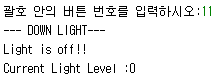 괄호 안의 버튼 번호를 입력하시오:11
--- DOWN LIGHT---
Light is off!!
Current Light Level :0